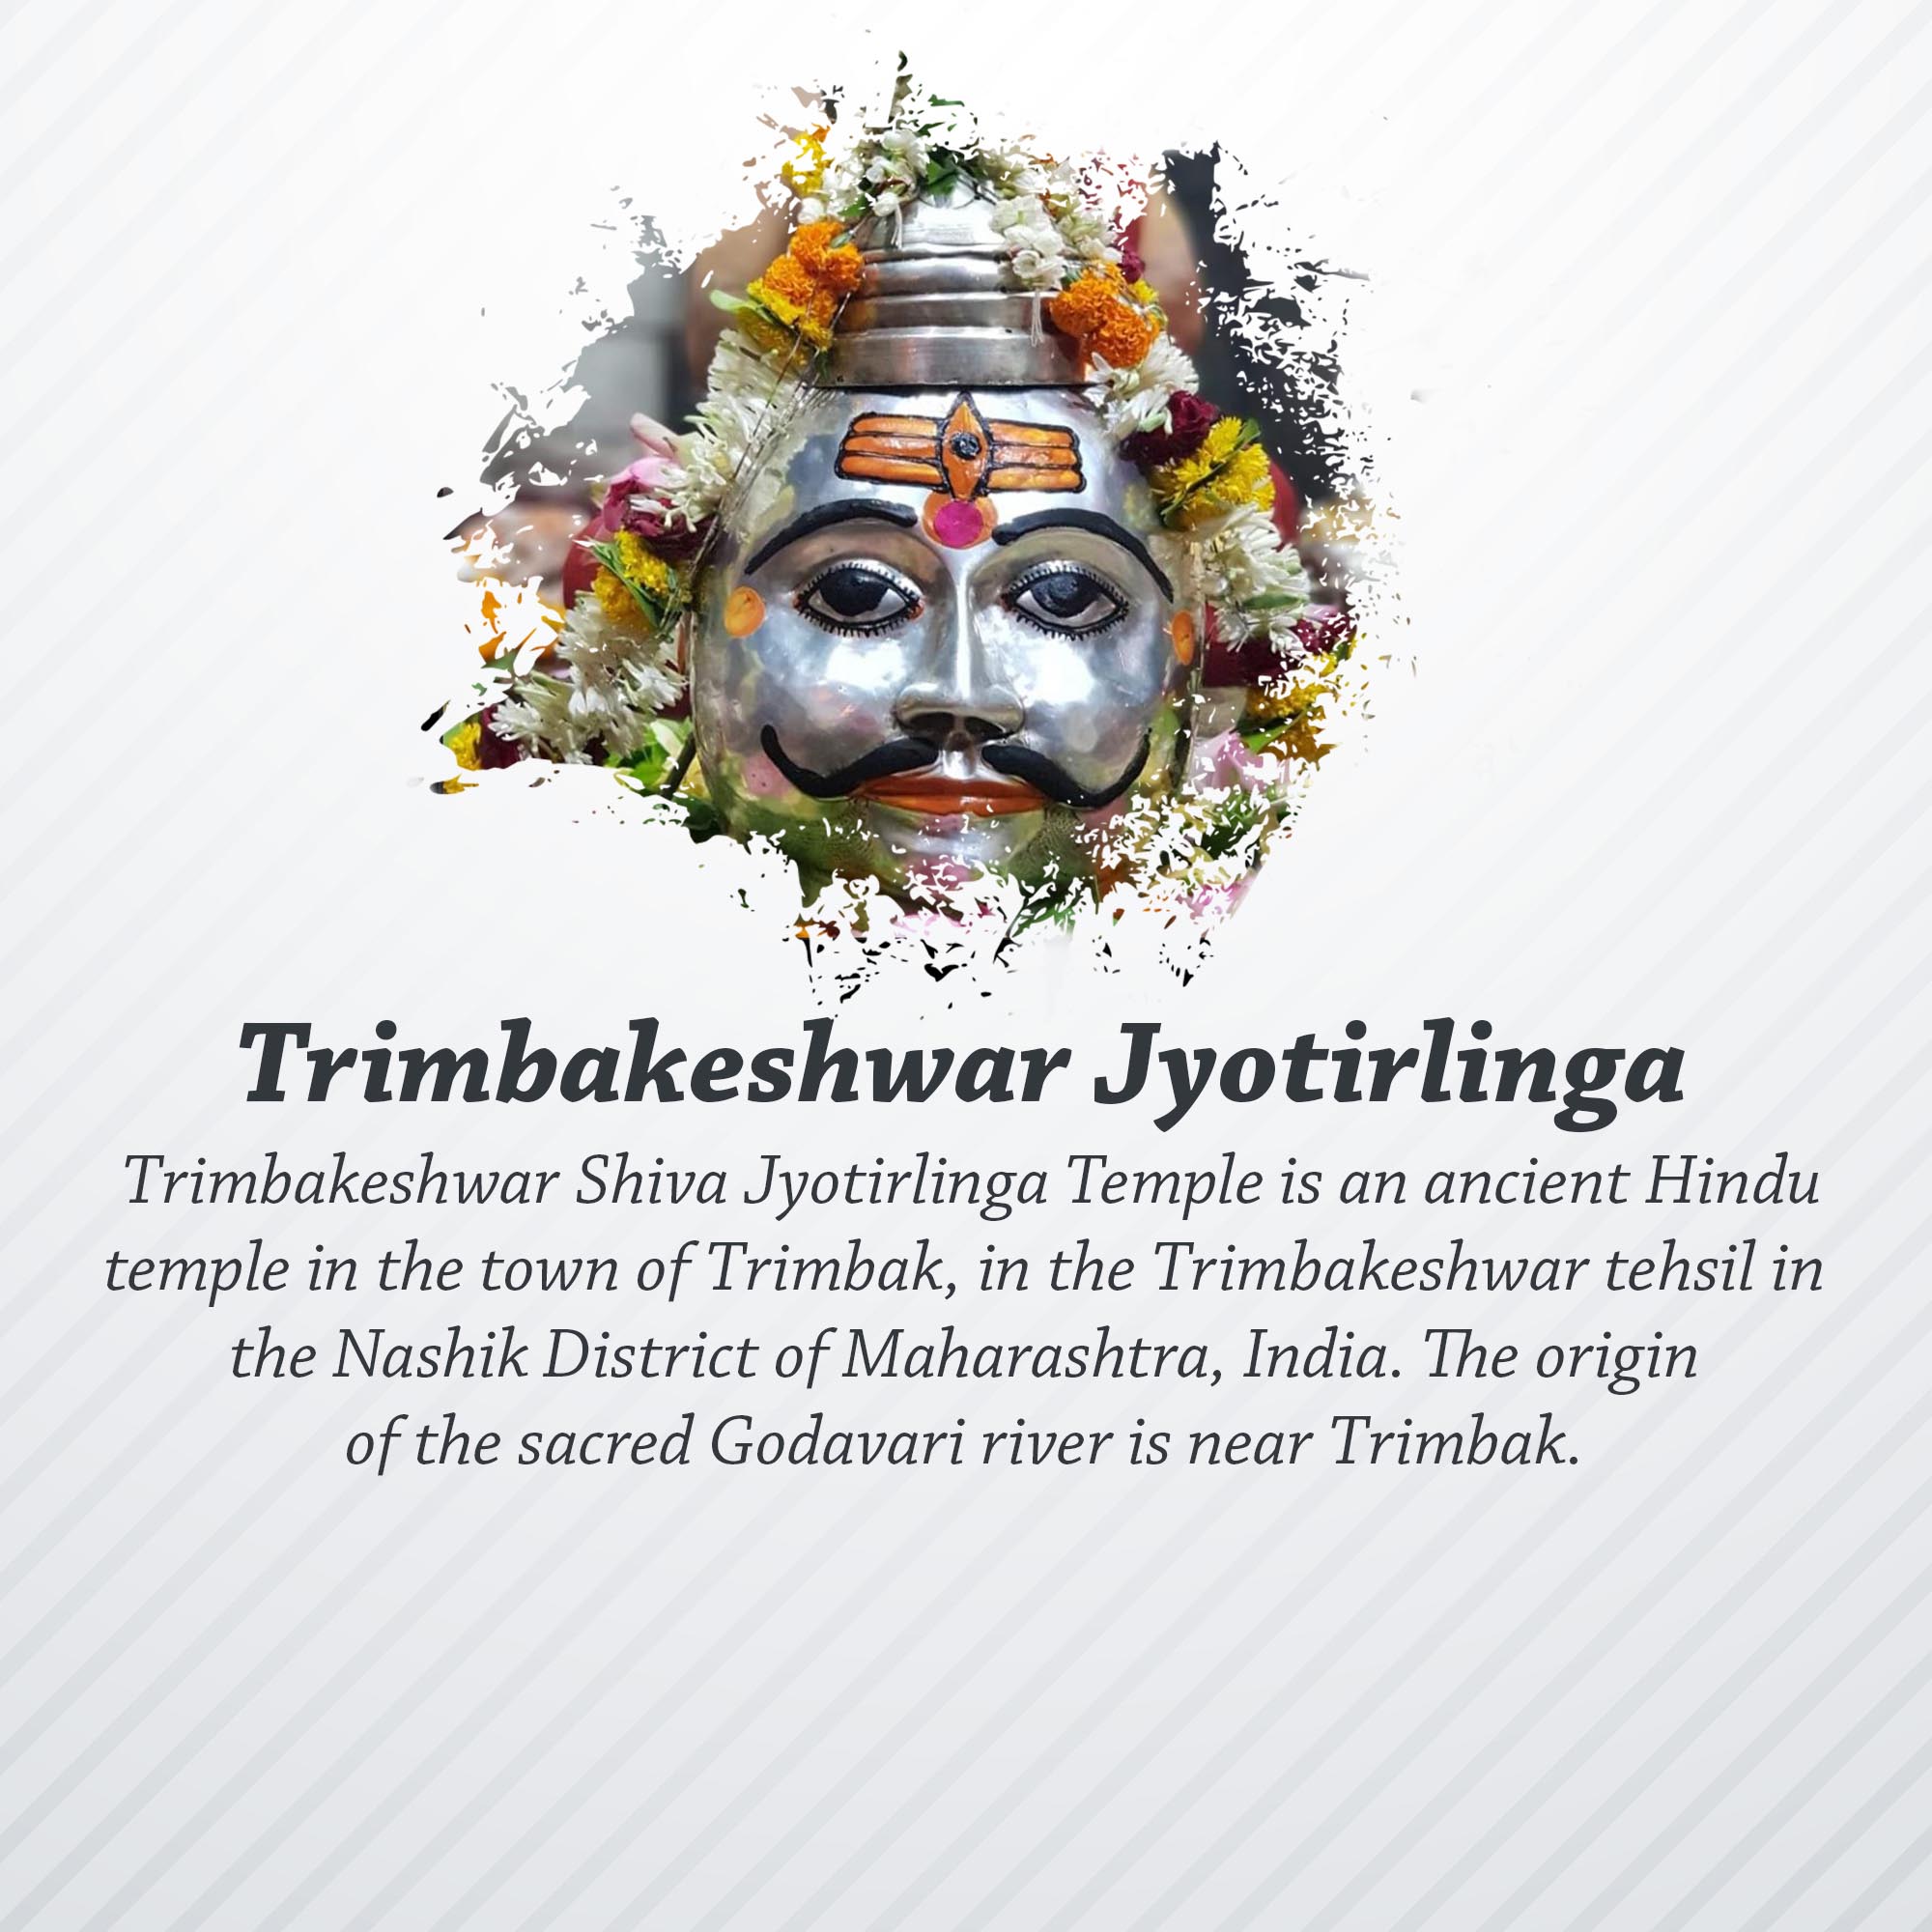 Trimbakeshwar Jyotirlinga
Trimbakeshwar Shiva Jyotirlinga Temple is an ancient Hindu
temple in the town of Trimbak, in the Trimbakeshwar tehsil in
the Nashik District of Maharashtra, India. The origin
of the sacred Godavari river is near Trimbak.